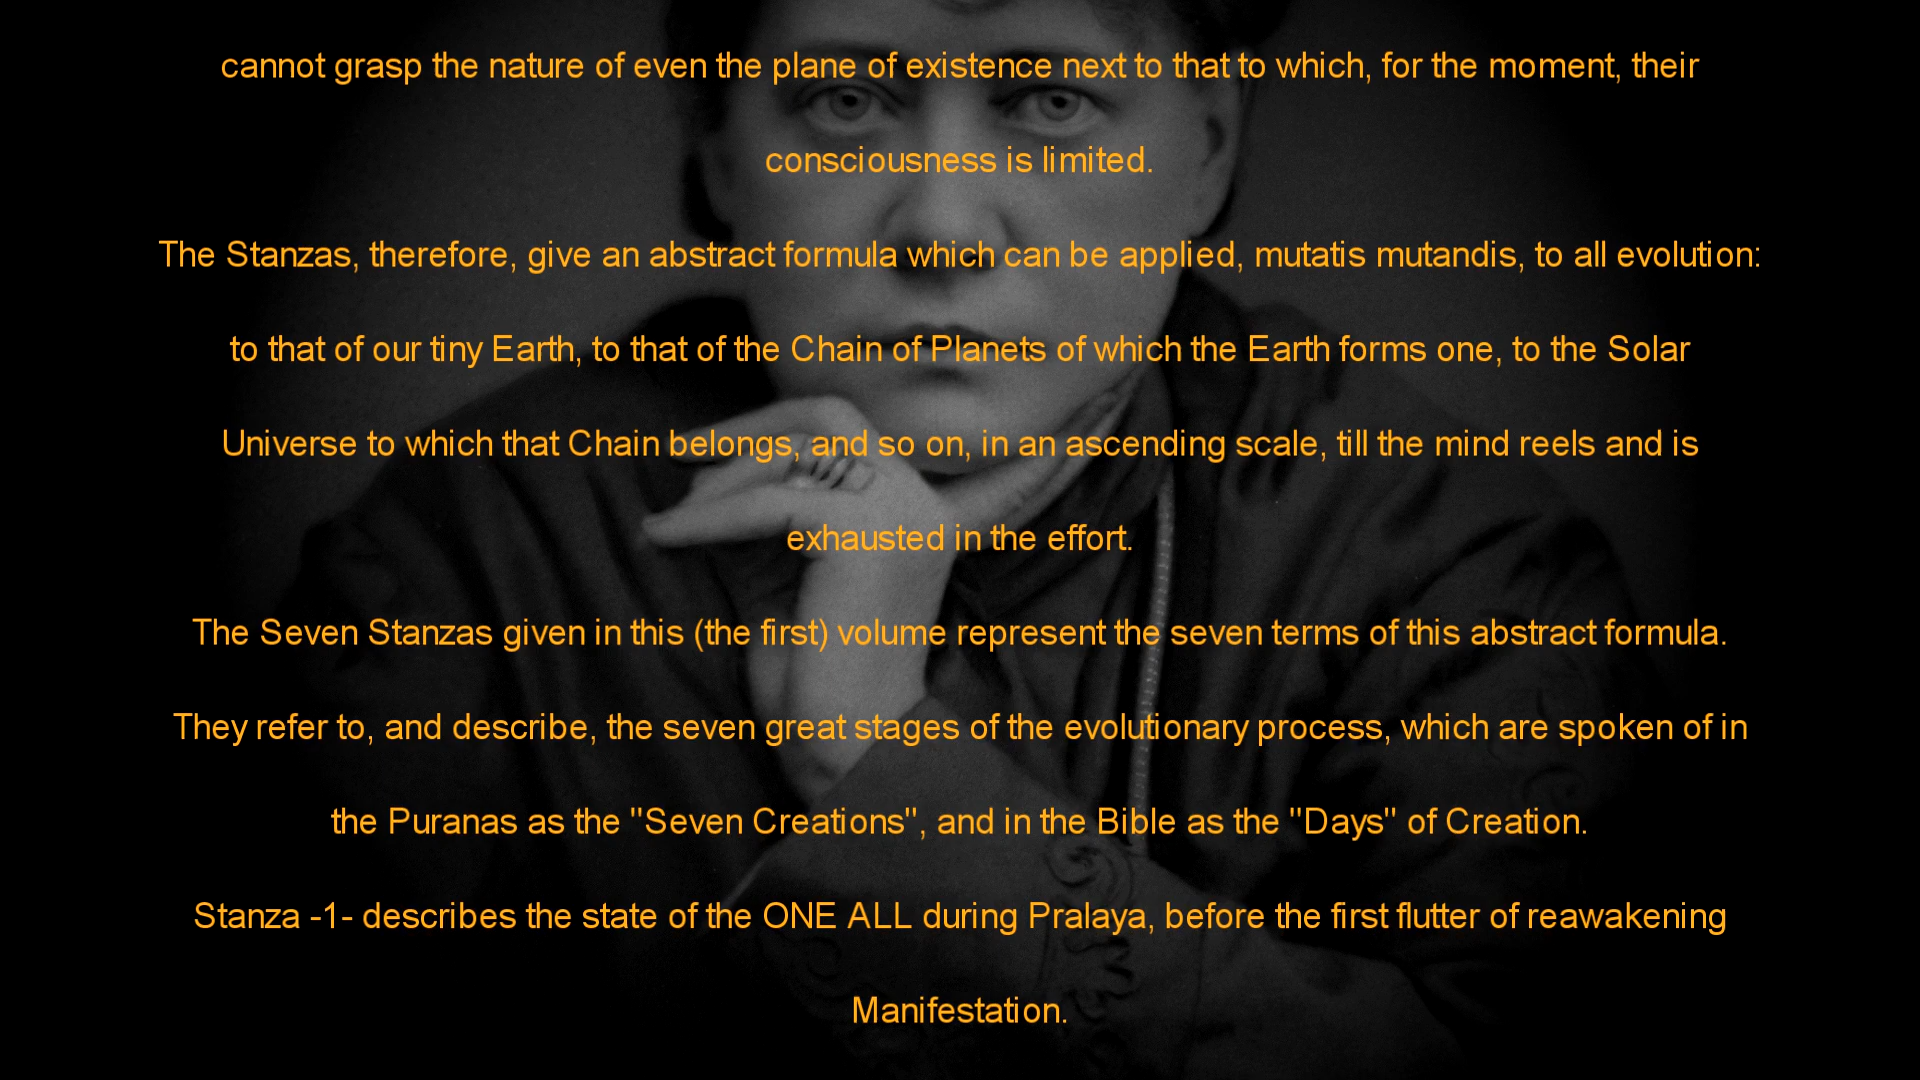 cannot grasp the nature of even the plane of existence next to that to which, for the moment, their
consciousness is limited.
The Stanzas, therefore, give an abstract formula which can be applied, mutatis mutandis, to all evolution:
to that of our tiny Earth, to that of the Chain of Planets of which the Earth forms one, to the Solar
Universe to which that Chain belongs, and so on, in an ascending scale, till the mind reels and is
exhausted in the effort.
The Seven Stanzas given in this (the first) volume represent the seven terms of this abstract formula.
They refer to, and describe, the seven great stages of the evolutionary process, which are spoken of in
the Puranas as the "Seven Creations", and in the Bible as the "Days" of Creation.
Stanza -1- describes the state of the ONE ALL during Pralaya, before the first flutter of reawakening
Manifestation.